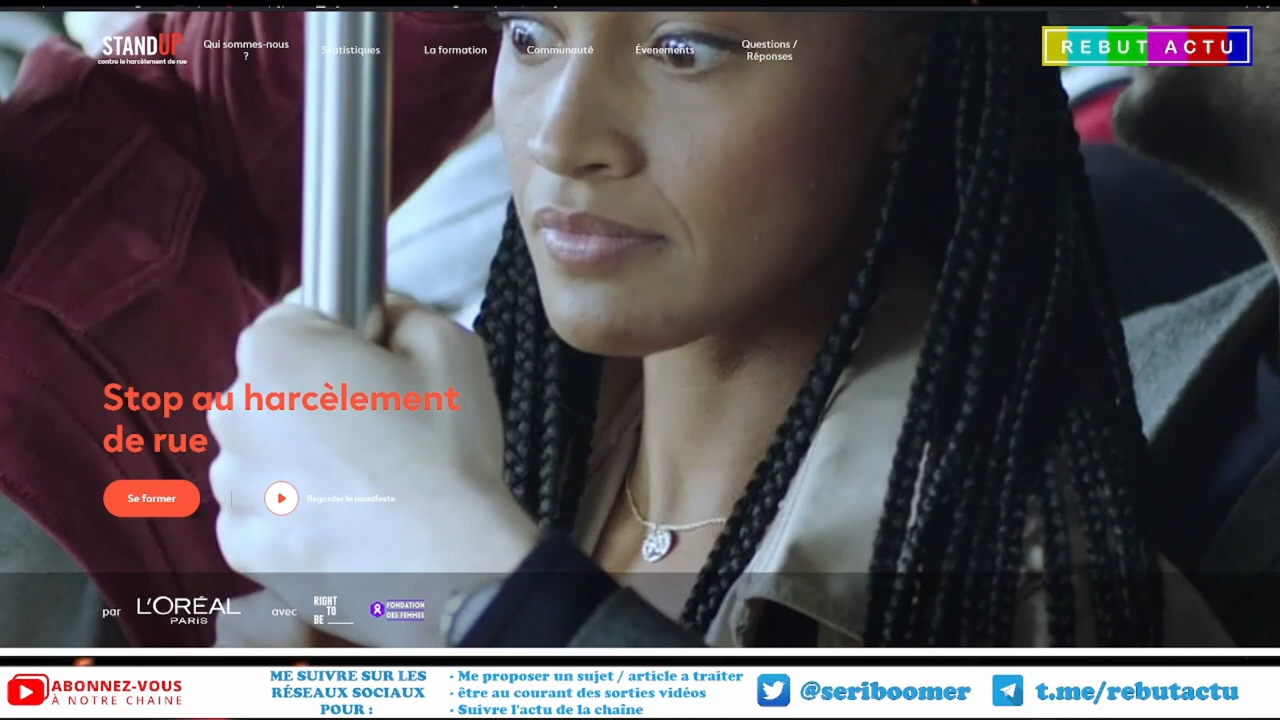 STANDUP
contre le harcèlement de rue
Qui sommes-nous
?
Statistiques
La formation
Communauté
Évenements
Questions /
Réponses
REBUT ACTU
Stop au harcèlement
de rue
Se former
Regarder le manifeste
par
L'ORÉAL
PARIS
avec
RIGHT
TO
BE
FONDATION
DES FEMMES
ABONNEZ-VOUS
À NOTRE CHAINE
ME SUIVRE SUR LES
RÉSEAUX SOCIAUX
POUR :
· Me proposer un sujet / article a traiter
· être au courant des sorties vidéos
· Suivre l'actu de la chaîne
@seriboomer
t.me/rebutactu